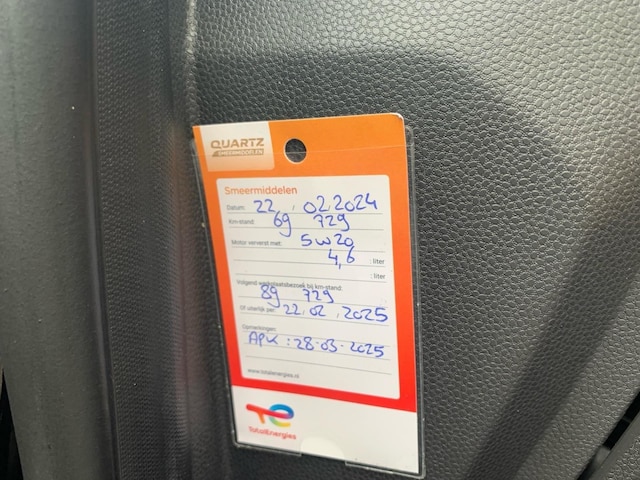 QUARTZ
SMEERMIDDELEN
Smeermiddelen
Datum: 22 . 02.2024
Km-stand: 69 729
Motor ververst met: 5w20
4,6 liter
liter
Volgend werkplaatsbezoek bij km-stand:
89 729
Of uiterlijk per: 22.02.2025
Opmerkingen:
APK : 28.03.2025
www.totalenergies.nl
TotalEnergies